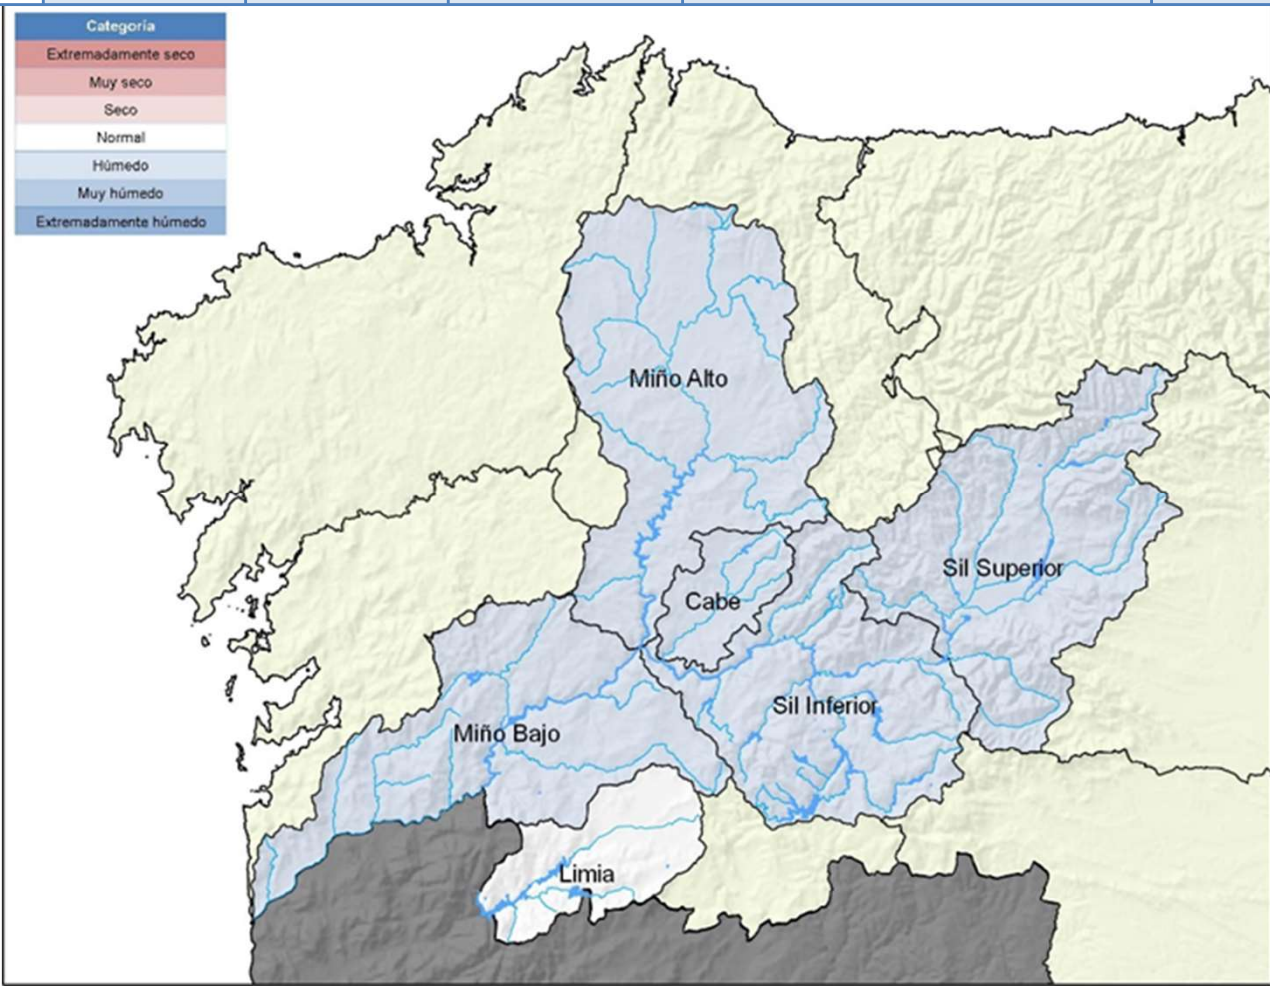 Categoría
Extremadamente seco
Muy seco
Seco
Normal
Húmedo
Muy húmedo
Extremadamente húmedo
Miño Alto
Sil Superior
Cabe
Sil Inferior
Miño Bajo
Limia